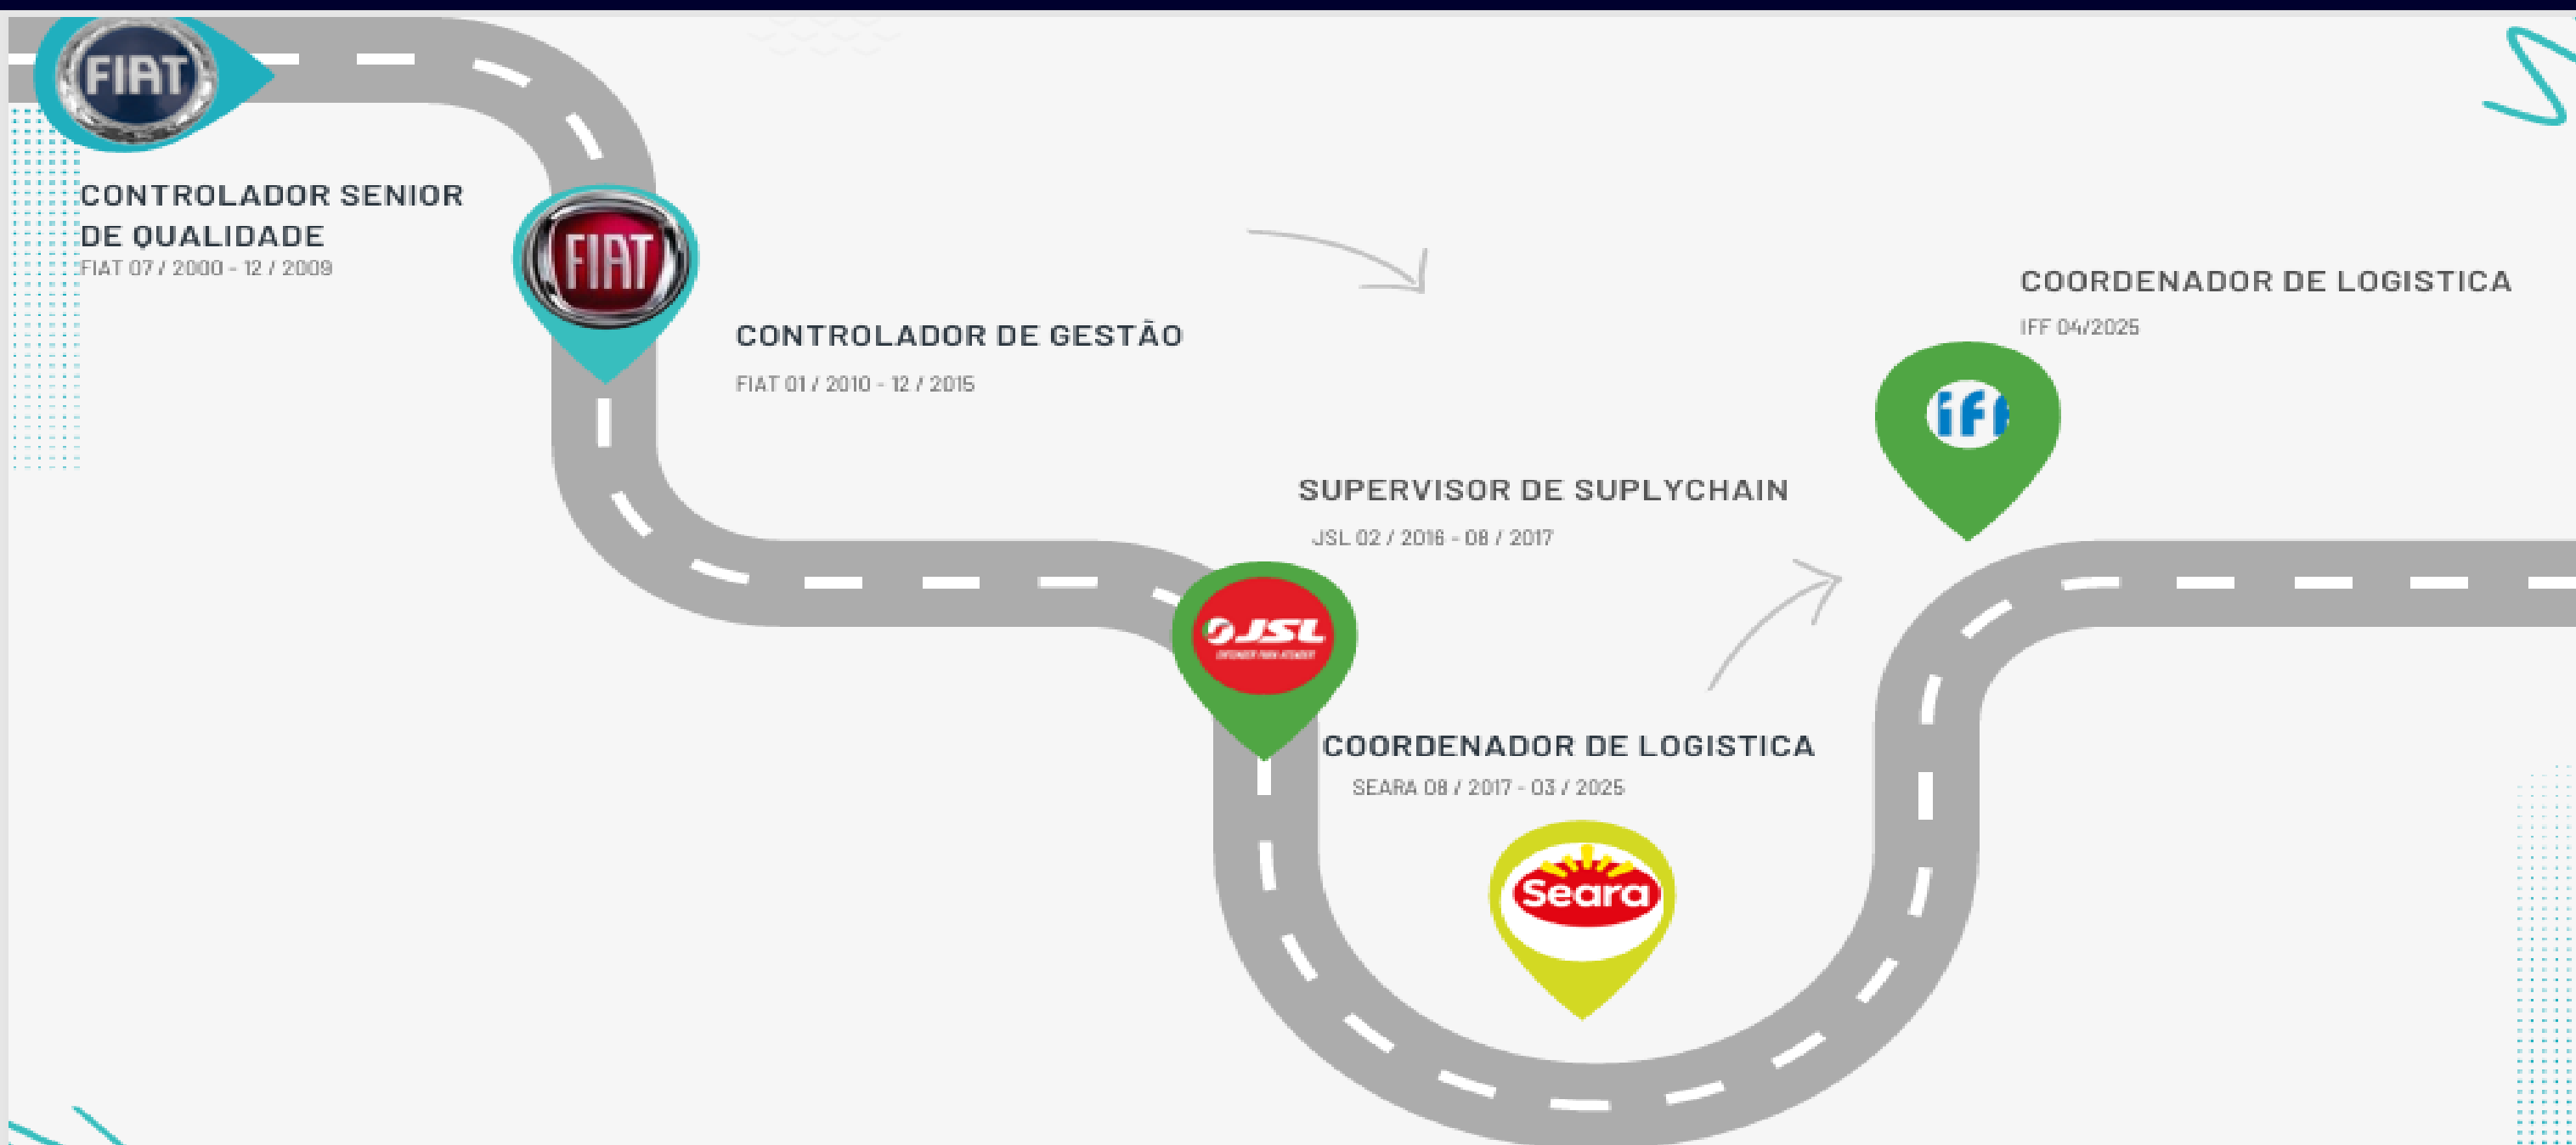 FIAT
CONTROLADOR SENIOR
DE QUALIDADE
FIAT 07 / 2000 - 12 / 2009
FIAT
CONTROLADOR DE GESTÃO
FIAT 01 / 2010 - 12 / 2015
SUPERVISOR DE SUPLYCHAIN
JSL 02 / 2016 - 08 / 2017
JSL
COORDENADOR DE LOGISTICA
SEARA 08 / 2017 - 03 / 2025
Seara
COORDENADOR DE LOGISTICA
IFF 04/2025
iff